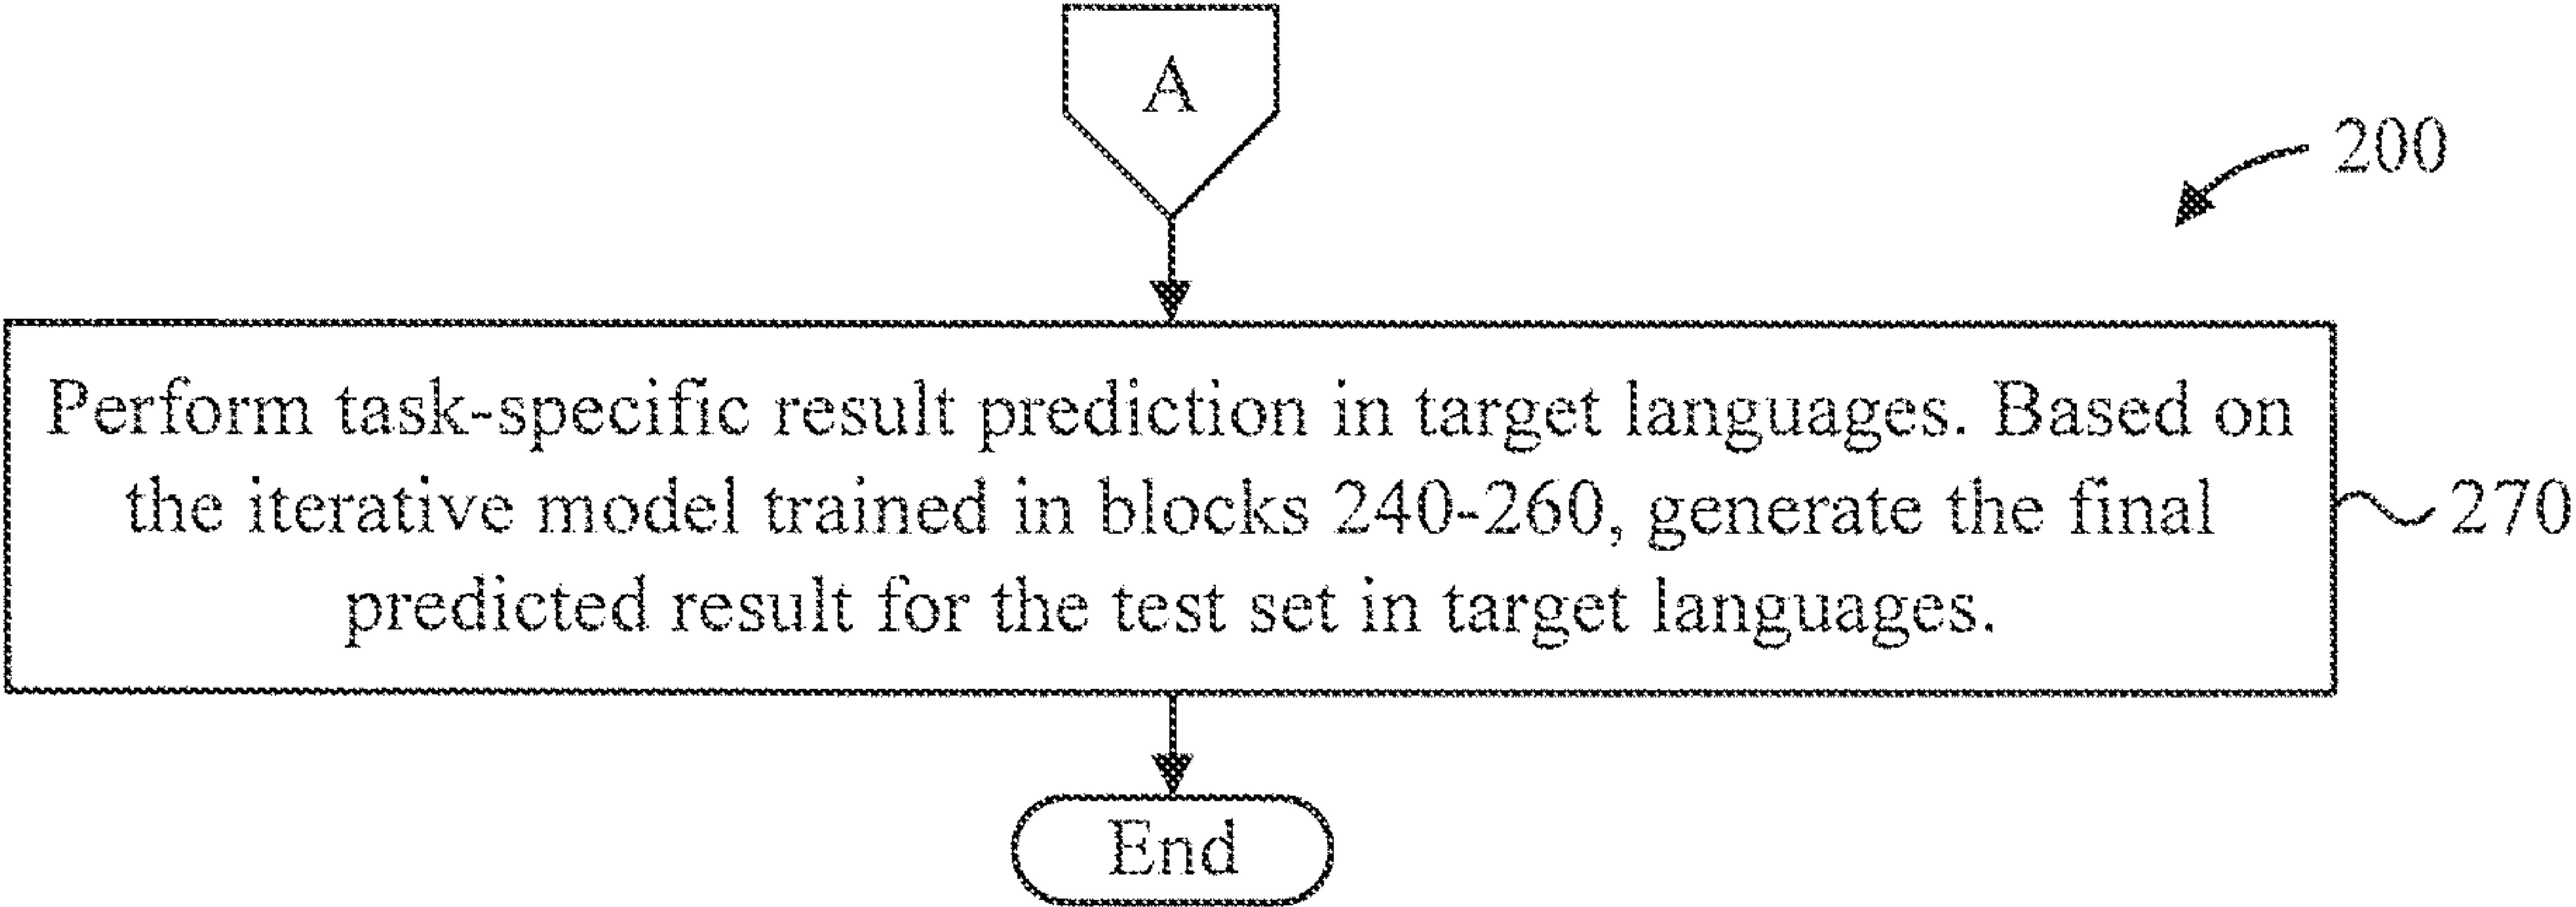 A
200
Perform task-specific result prediction in target languages. Based on
the iterative model trained in blocks 240-260, generate the final
predicted result for the test set in target languages.
270
End